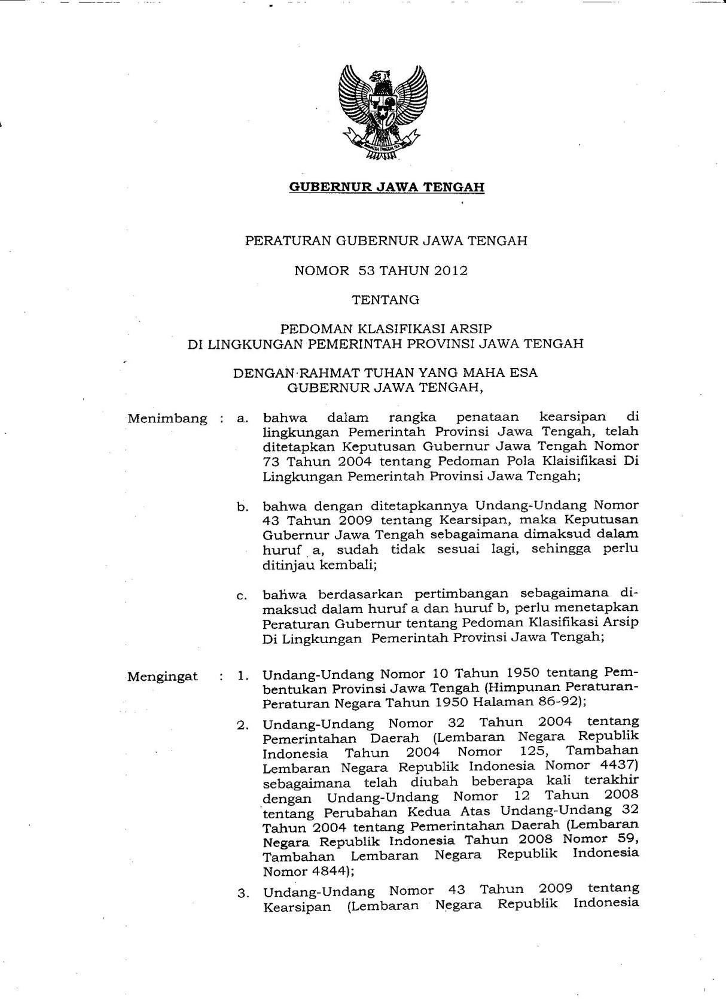 BHINNEKA TUNGGAL IKA
GUBERNUR JAWA TENGAH
PERATURAN GUBERNUR JAWA TENGAH
NOMOR 53 TAHUN 2012
TENTANG
PEDOMAN KLASIFIKASI ARSIP
DI LINGKUNGAN PEMERINTAH PROVINSI JAWA TENGAH
DENGAN RAHMAT TUHAN YANG MAHA ESA
GUBERNUR JAWA TENGAH,
Menimbang : a. bahwa dalam rangka penataan kearsipan di
lingkungan Pemerintah Provinsi Jawa Tengah, telah
ditetapkan Keputusan Gubernur Jawa Tengah Nomor
73 Tahun 2004 tentang Pedoman Pola Klaisifikasi Di
Lingkungan Pemerintah Provinsi Jawa Tengah;
b. bahwa dengan ditetapkannya Undang-Undang Nomor
43 Tahun 2009 tentang Kearsipan, maka Keputusan
Gubernur Jawa Tengah sebagaimana dimaksud dalam
huruf a, sudah tidak sesuai lagi, sehingga perlu
ditinjau kembali;
c. bahwa berdasarkan pertimbangan sebagaimana di-
maksud dalam huruf a dan huruf b, perlu menetapkan
Peraturan Gubernur tentang Pedoman Klasifikasi Arsip
Di Lingkungan Pemerintah Provinsi Jawa Tengah;
Mengingat : 1. Undang-Undang Nomor 10 Tahun 1950 tentang Pem-
bentukan Provinsi Jawa Tengah (Himpunan Peraturan-
Peraturan Negara Tahun 1950 Halaman 86-92);
2. Undang-Undang Nomor 32 Tahun 2004 tentang
Pemerintahan Daerah (Lembaran Negara Republik
Indonesia Tahun 2004 Nomor 125, Tambahan
Lembaran Negara Republik Indonesia Nomor 4437)
sebagaimana telah diubah beberapa kali terakhir
dengan Undang-Undang Nomor 12 Tahun 2008
tentang Perubahan Kedua Atas Undang-Undang 32
Tahun 2004 tentang Pemerintahan Daerah (Lembaran
Negara Republik Indonesia Tahun 2008 Nomor 59,
Tambahan Lembaran Negara Republik Indonesia
Nomor 4844);
3. Undang-Undang Nomor 43 Tahun 2009 tentang
Kearsipan (Lembaran Negara Republik Indonesia